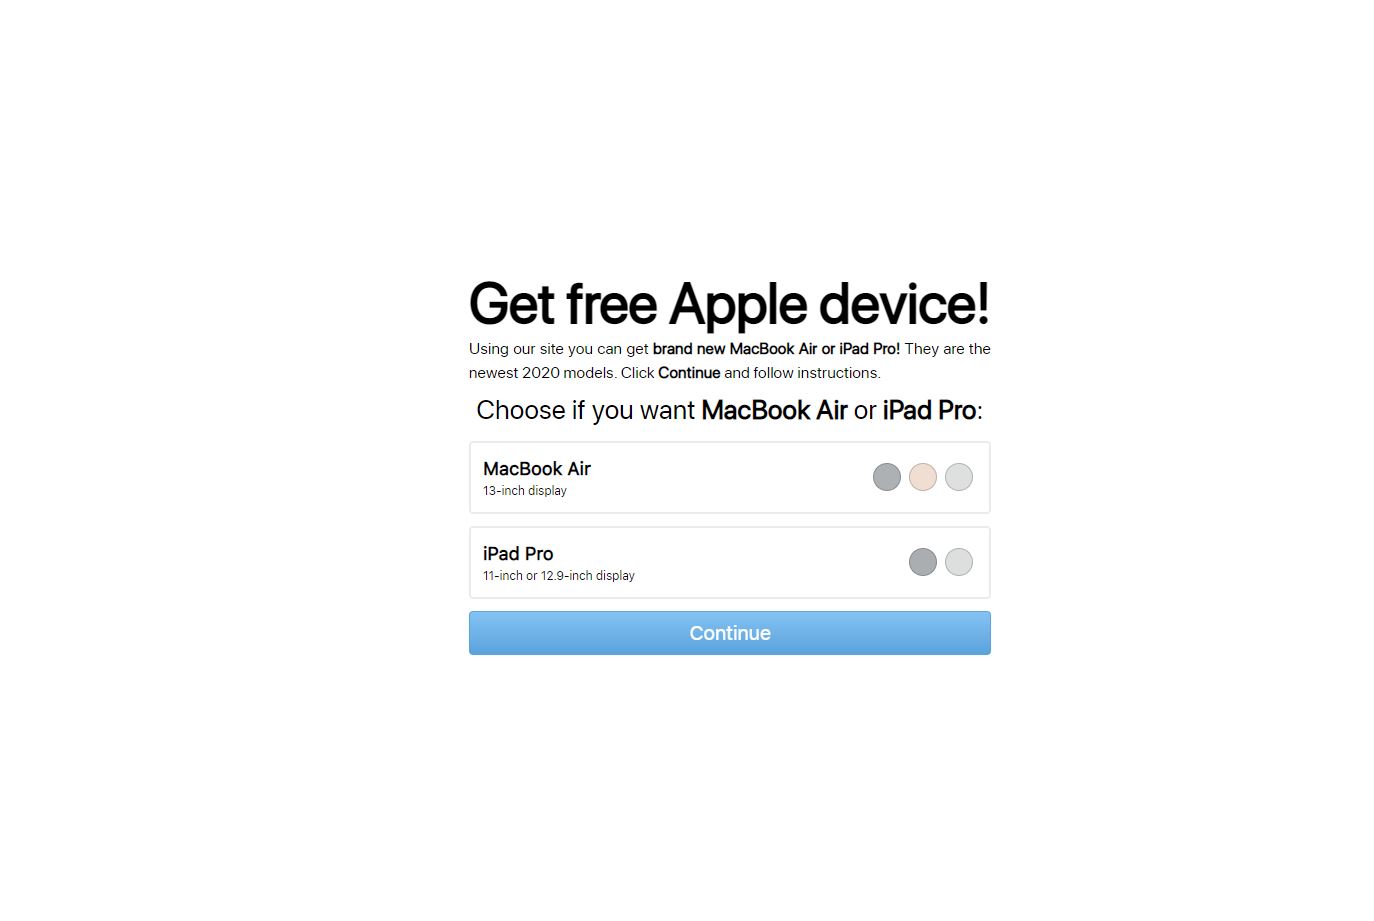 Get free Apple device!
Using our site you can get brand new MacBook Air or iPad Pro! They are the
newest 2020 models. Click Continue and follow instructions.
Choose if you want MacBook Air or iPad Pro:
MacBook Air
13-inch display
iPad Pro
11-inch or 12.9-inch display
Continue